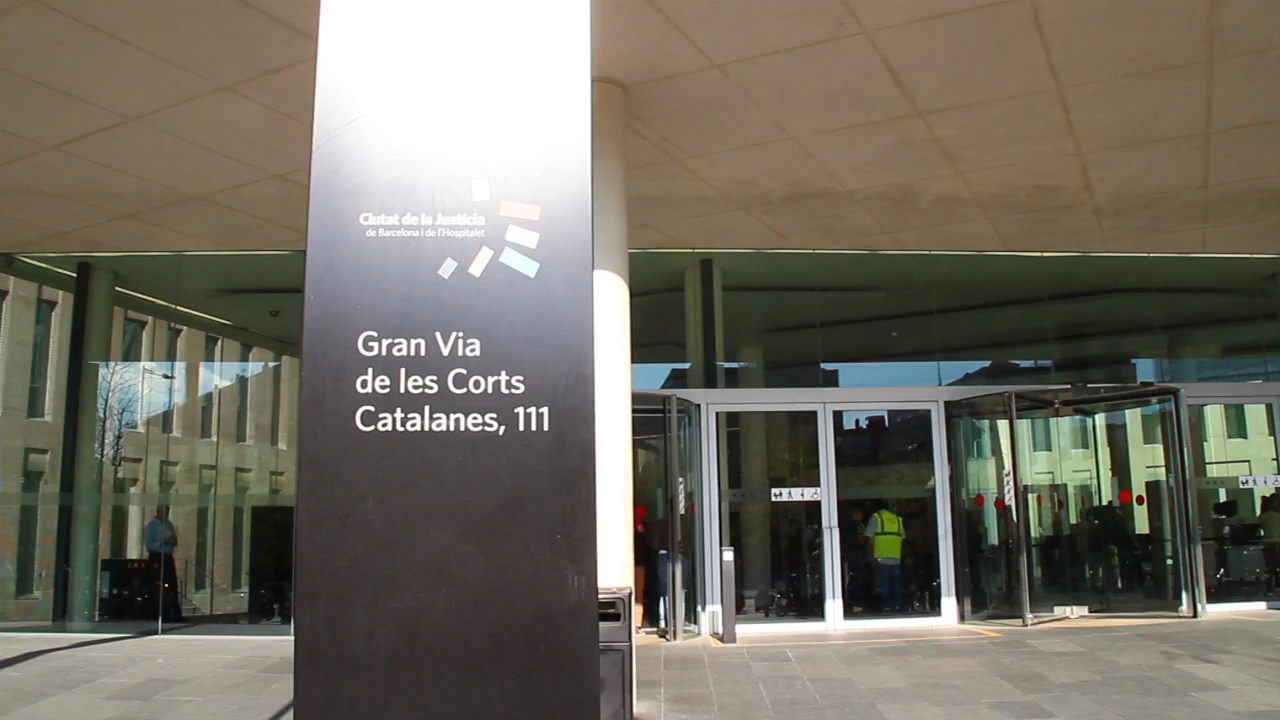 Ciutat de la Justícia
de Barcelona i de l'Hospitalet
Gran Via
de les Corts
Catalanes, 111